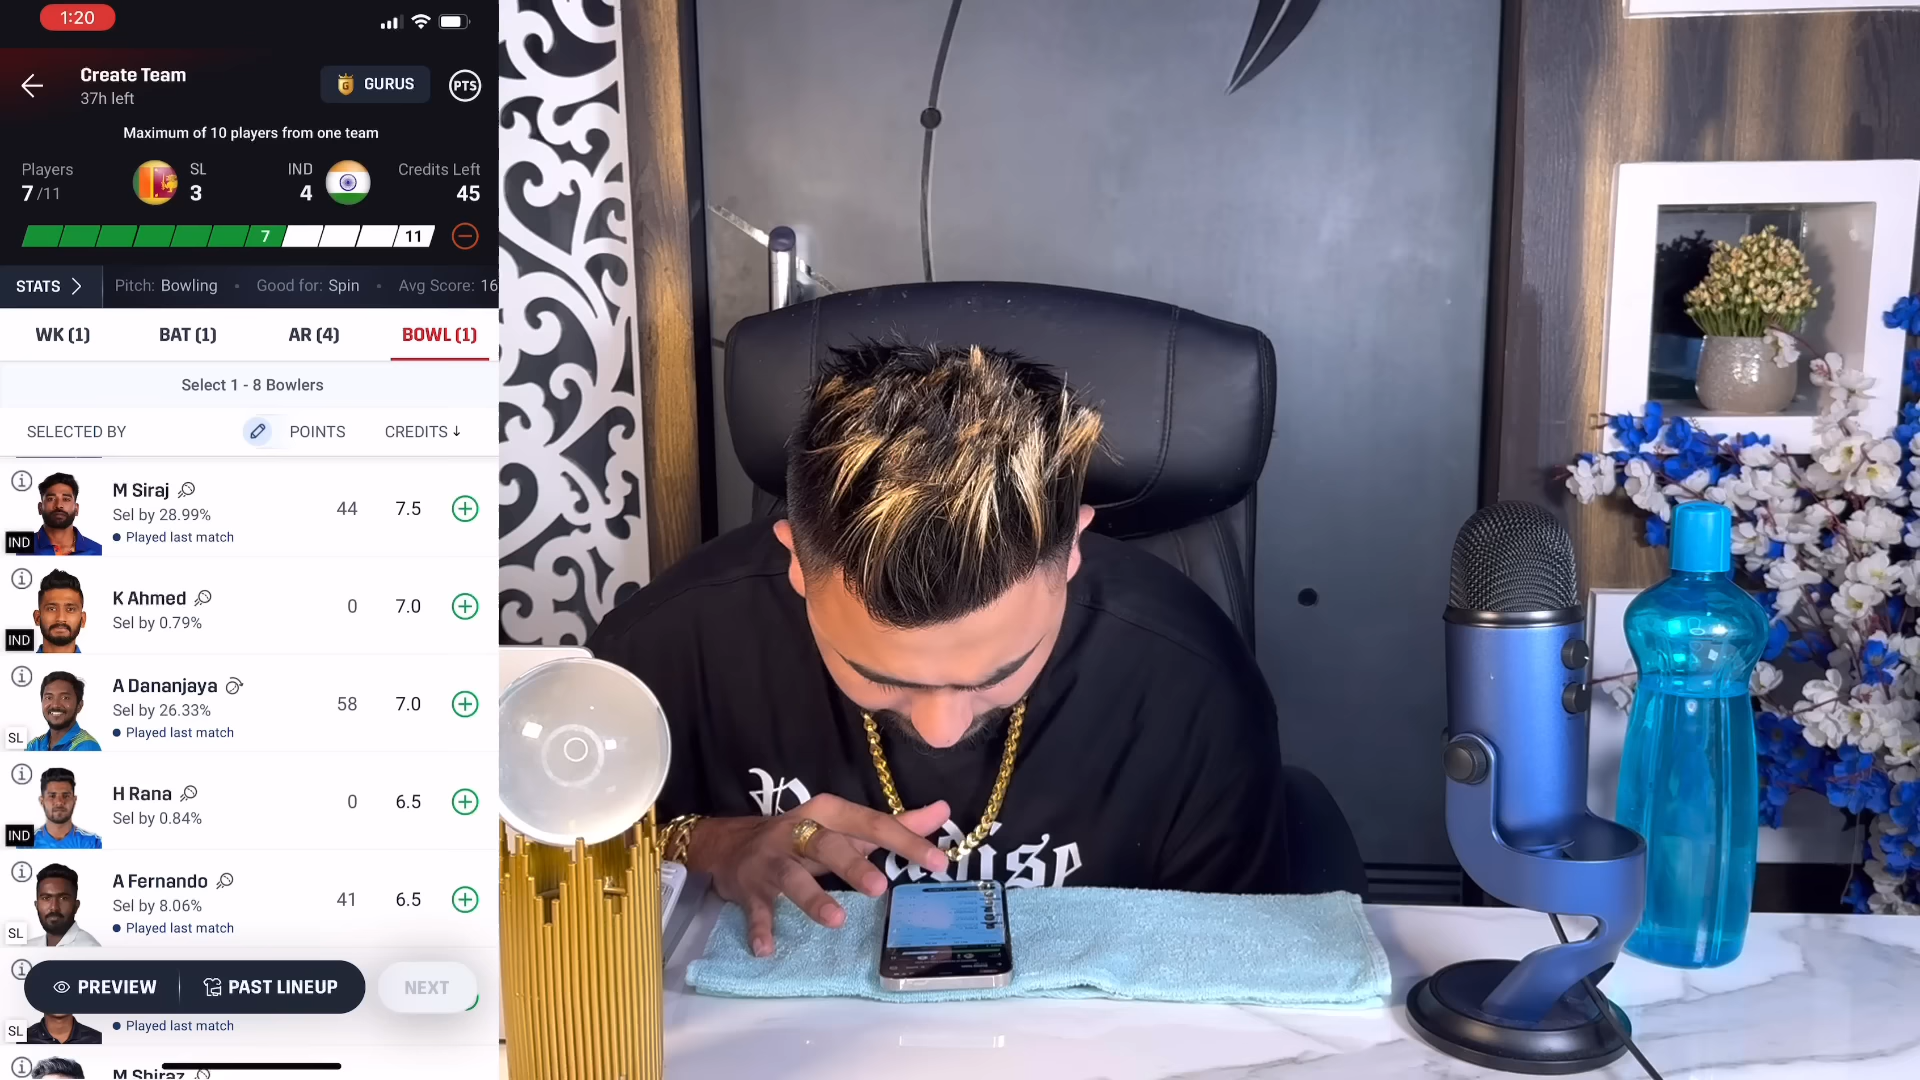 1:20
Create Team
37h left
GURUS
PTS
Maximum of 10 players from one team
Players
7/11
SL
3
IND
4
Credits Left
45
7
11
STATS
Pitch: Bowling
Good for: Spin
Avg Score: 16
WK (1)
BAT (1)
AR (4)
BOWL (1)
Select 1 - 8 Bowlers
SELECTED BY
POINTS
CREDITS
M Siraj
Sel by 28.99%
Played last match
IND
44
7.5
K Ahmed
Sel by 0.79%
IND
0
7.0
A Dananjaya
Sel by 26.33%
Played last match
SL
58
7.0
H Rana
Sel by 0.84%
IND
0
6.5
A Fernando
Sel by 8.06%
Played last match
SL
41
6.5
PREVIEW
PAST LINEUP
NEXT
SL
Played last match
M Shiraz